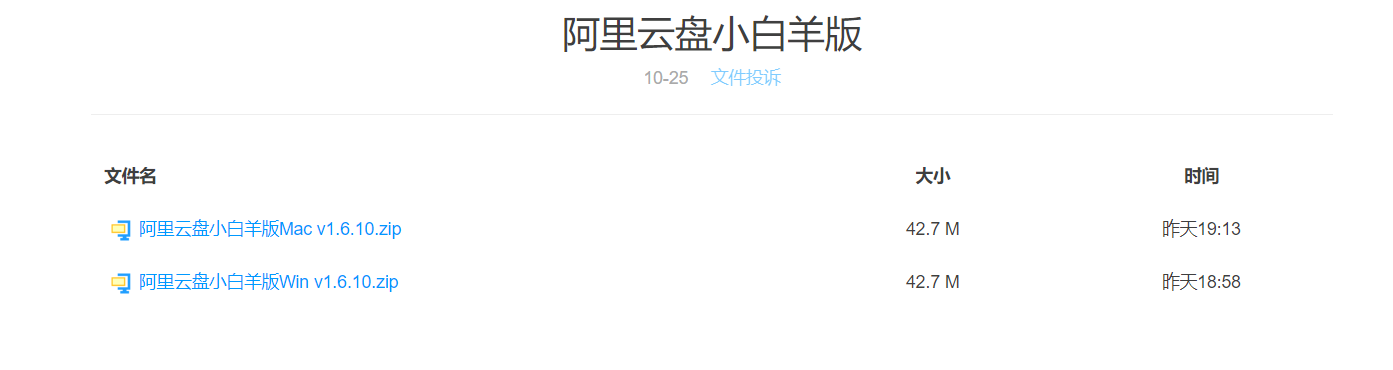 阿里云盘小白羊版
10-25 文件投诉
文件名 大小 时间
阿里云盘小白羊版Mac v1.6.10.zip 42.7 M 昨天19:13
阿里云盘小白羊版Win v1.6.10.zip 42.7 M 昨天18:58